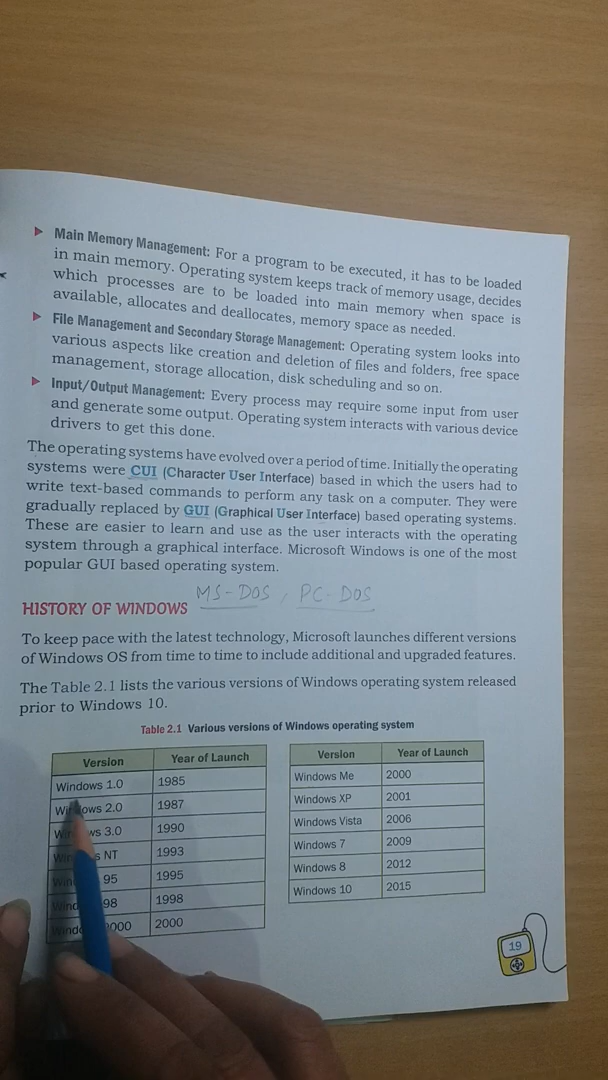 Main Memory Management: For a program to be executed, it has to be loaded
in main memory. Operating system keeps track of memory usage, decides
which processes are to be loaded into main memory when space is
available, allocates and deallocates, memory space as needed.
File Management and Secondary Storage Management: Operating system looks into
various aspects like creation and deletion of files and folders, free space
management, storage allocation, disk scheduling and so on.
Input/Output Management: Every process may require some input from user
and generate some output. Operating system interacts with various device
drivers to get this done.
The operating systems have evolved over a period of time. Initially the operating
systems were CUI (Character User Interface) based in which the users had to
write text-based commands to perform any task on a computer. They were
gradually replaced by GUI (Graphical User Interface) based operating systems.
These are easier to learn and use as the user interacts with the operating
system through a graphical interface. Microsoft Windows is one of the most
popular GUI based operating system.
MS-DOS, PC-DOS
HISTORY OF WINDOWS
To keep pace with the latest technology, Microsoft launches different versions
of Windows OS from time to time to include additional and upgraded features.
The Table 2.1 lists the various versions of Windows operating system released
prior to Windows 10.
Table 2.1 Various versions of Windows operating system
Version Year of Launch
Windows 1.0 1985
Windows 2.0 1987
Windows 3.0 1990
Windows NT 1993
95 1995
98 1998
2000 2000
Version Year of Launch
Windows Me 2000
Windows XP 2001
Windows Vista 2006
Windows 7 2009
Windows 8 2012
Windows 10 2015
19